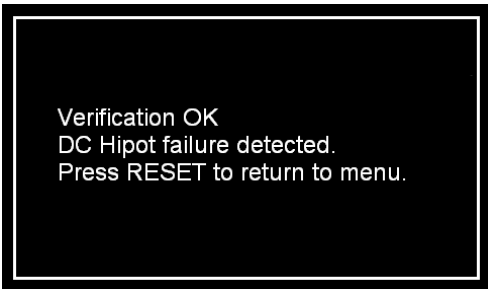 Verification OK
DC Hipot failure detected.
Press RESET to return to menu.